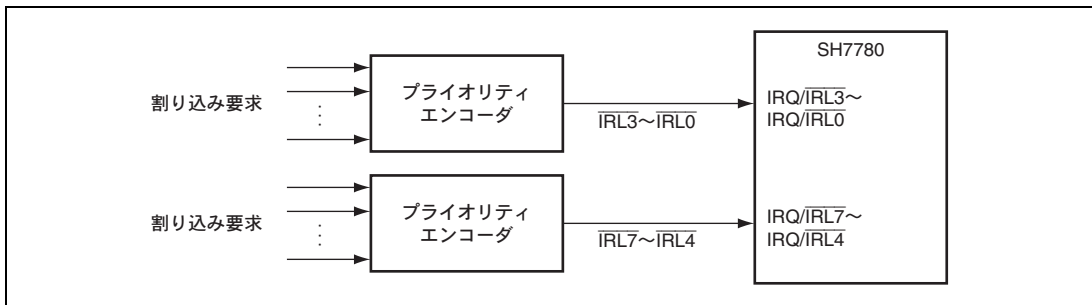 SH7780
割り込み要求
プライオリティ
エンコーダ
IRL3～IRL0
IRQ/IRL3～
IRQ/IRL0
割り込み要求
プライオリティ
エンコーダ
IRL7～IRL4
IRQ/IRL7～
IRQ/IRL4